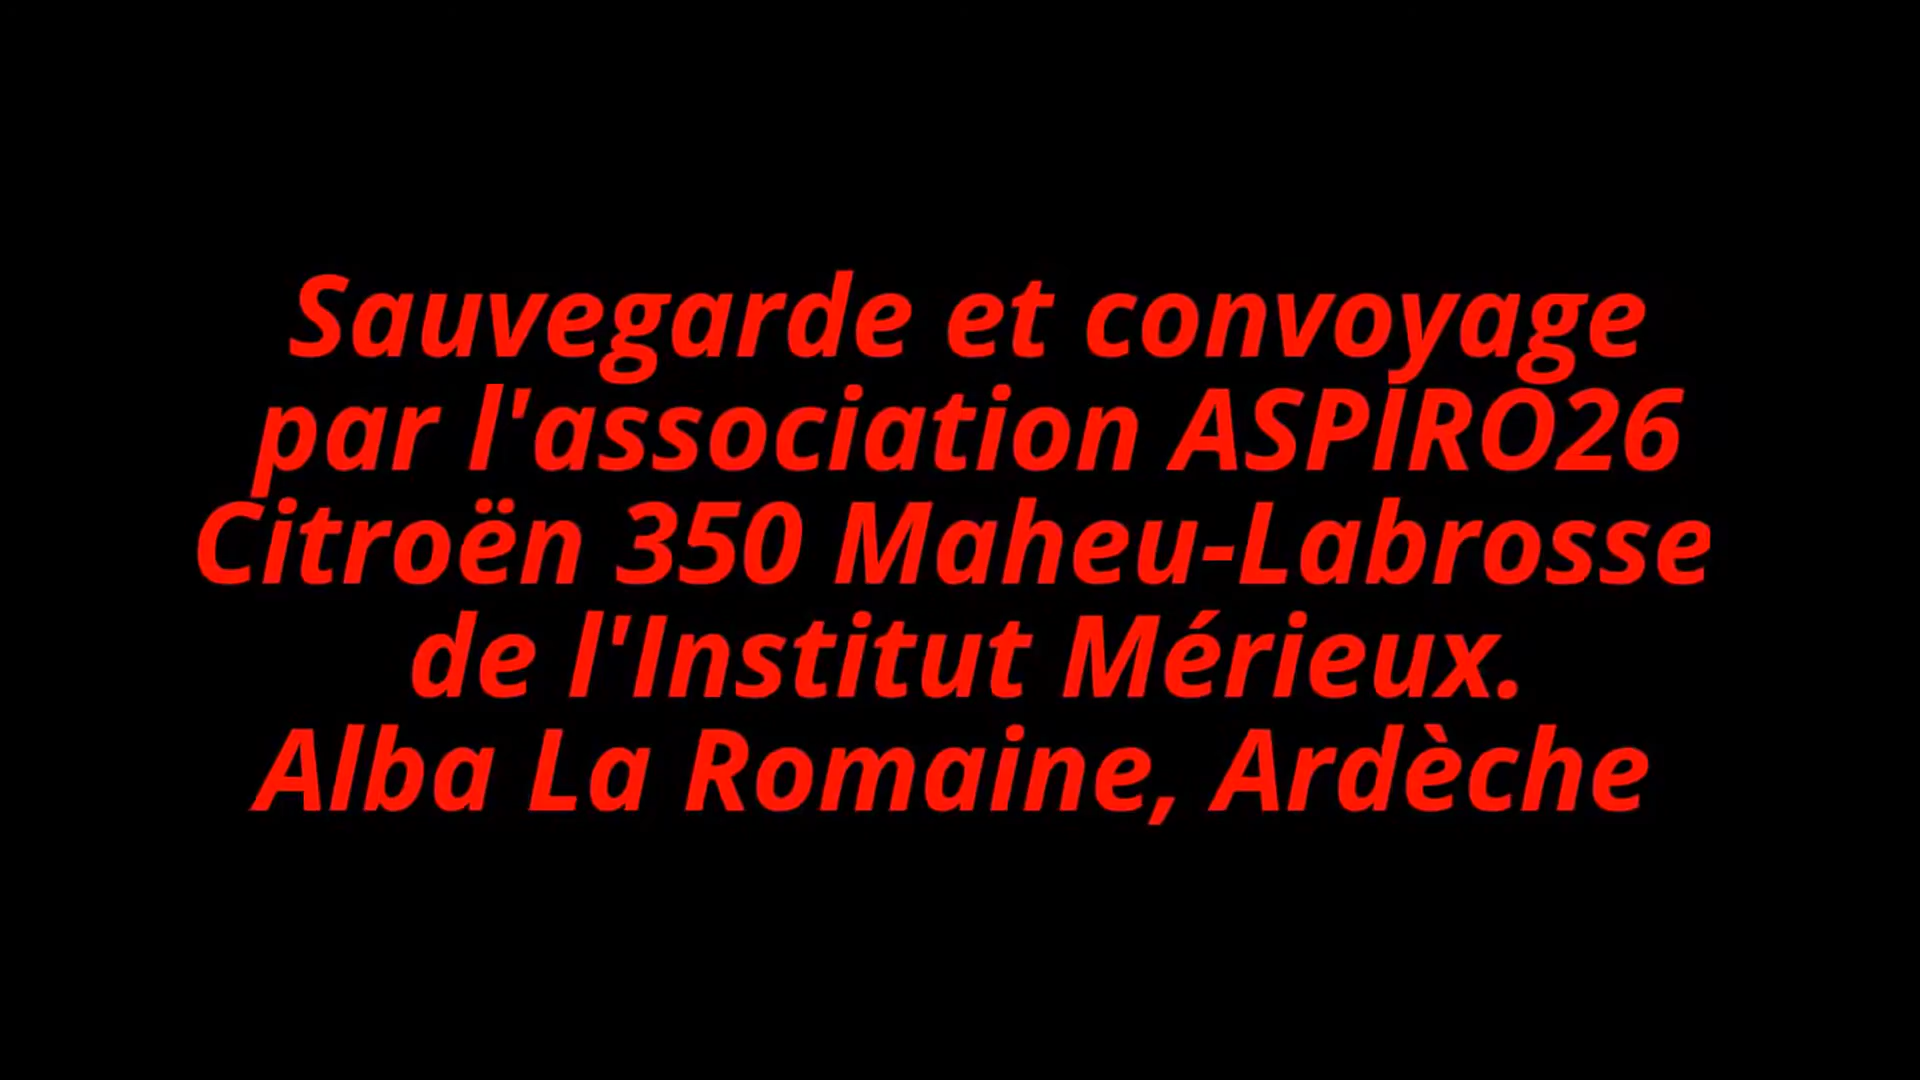 Sauvegarde et convoyage
par l'association ASPIRO26
Citroën 350 Maheu-Labrosse
de l'Institut Mérieux.
Alba La Romaine, Ardèche